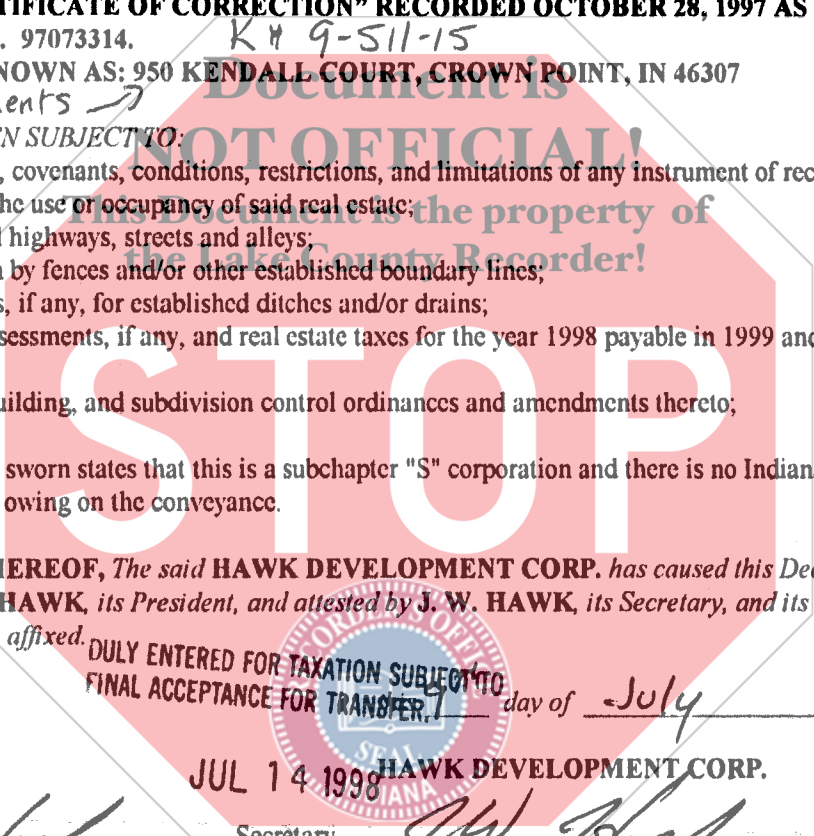 TIFICATE OF CORRECTION" RECORDED OCTOBER 28, 1997 AS
. 97073314.
K# 9-511-15
NOWN AS: 950 KENDALL COURT, CROWN POINT, IN 46307
ents
N SUBJECT TO:
, covenants, conditions, restrictions, and limitations of any instrument of rec
he use or occupancy of said real estate;
l highways, streets and alleys;
n by fences and/or other established boundary lines;
s, if any, for established ditches and/or drains;
sessments, if any, and real estate taxes for the year 1998 payable in 1999 and
uilding, and subdivision control ordinances and amendments thereto;
sworn states that this is a subchapter "S" corporation and there is no Indian
owing on the conveyance.
HEREOF, The said HAWK DEVELOPMENT CORP. has caused this Dee
HAWK, its President, and attested by J. W. HAWK, its Secretary, and its
affixed.
DULY ENTERED FOR TAXATION SUBJECT TO
FINAL ACCEPTANCE FOR TRANSFER.
day of July
JUL 14 1998
HAWK DEVELOPMENT CORP.
Secretary
Document is
NOT OFFICIAL!
This Document is the property of
the Lake County Recorder!
STOP
SEAL